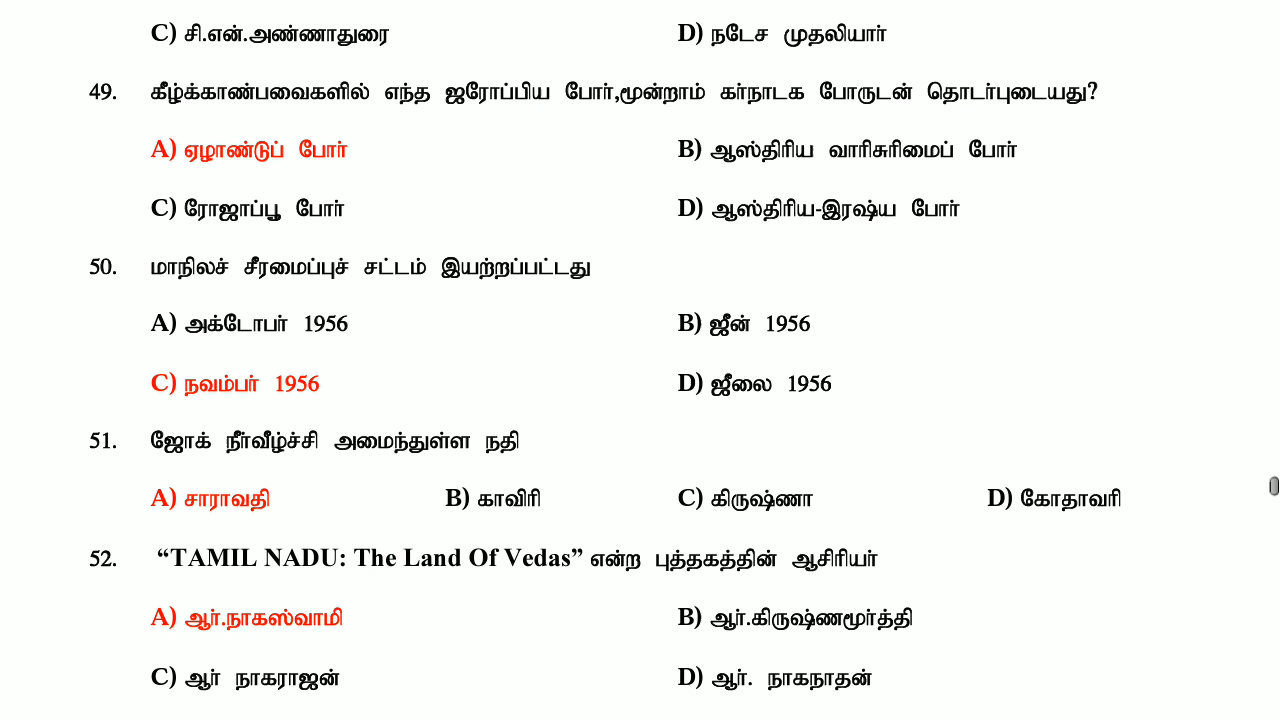 C) சி.என்.அண்ணாதுரை D) நடேச முதலியார்
49. கீழ்க்காண்பவைகளில் எந்த ஐரோப்பிய போர்,மூன்றாம் கர்நாடக போருடன் தொடர்புடையது?
A) ஏழாண்டுப் போர் B) ஆஸ்திரிய வாரிசுரிமைப் போர்
C) ரோஜாப்பூ போர் D) ஆஸ்திரிய-இரஷ்ய போர்
50. மாநிலச் சீரமைப்புச் சட்டம் இயற்றப்பட்டது
A) அக்டோபர் 1956 B) ஜீன் 1956
C) நவம்பர் 1956 D) ஜீலை 1956
51. ஜோக் நீர்வீழ்ச்சி அமைந்துள்ள நதி
A) சாராவதி B) காவிரி C) கிருஷ்ணா D) கோதாவரி
52. “TAMIL NADU: The Land Of Vedas” என்ற புத்தகத்தின் ஆசிரியர்
A) ஆர்.நாகஸ்வாமி B) ஆர்.கிருஷ்ணமூர்த்தி
C) ஆர் நாகராஜன் D) ஆர். நாகநாதன்